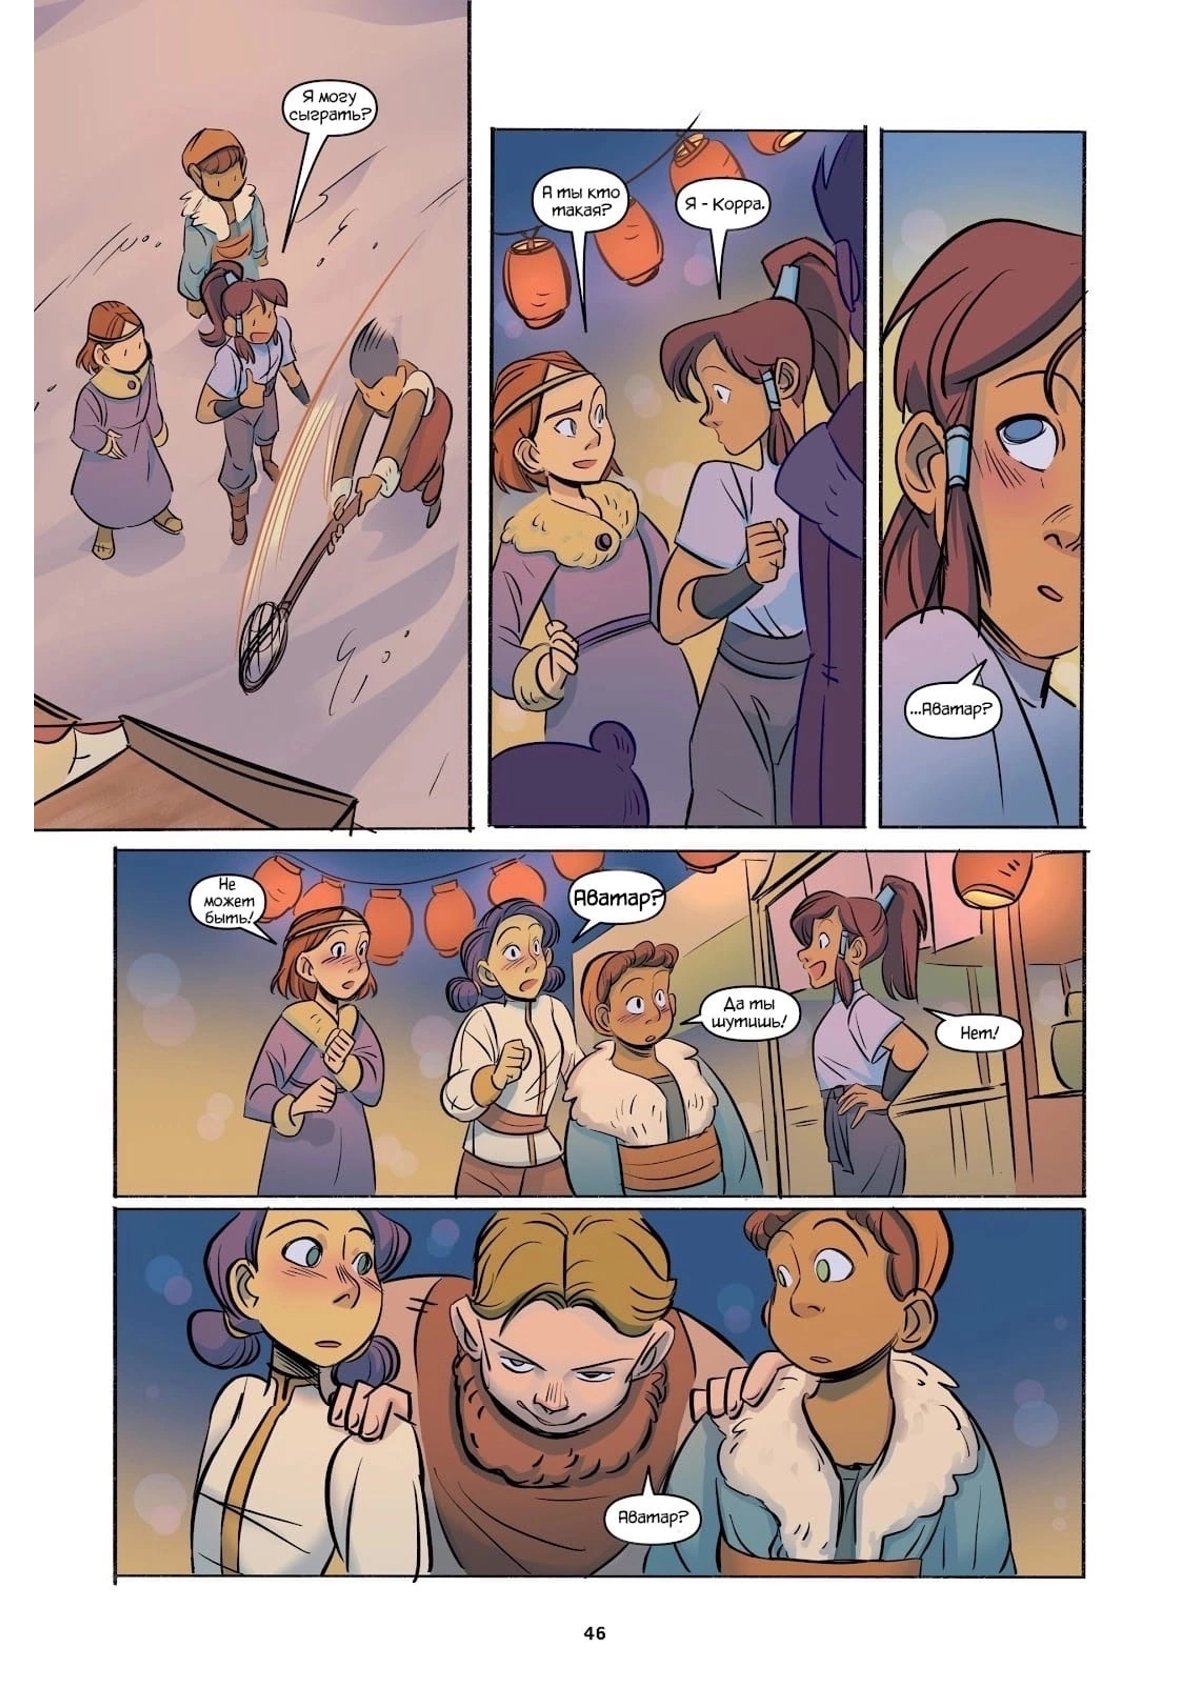 Я могу
сыграть?
А ты кто
такая?
Я - Корра.
...Аватар?
Не
может
быть!
Аватар?
Да ты
шутишь!
Нет!
Аватар?
46